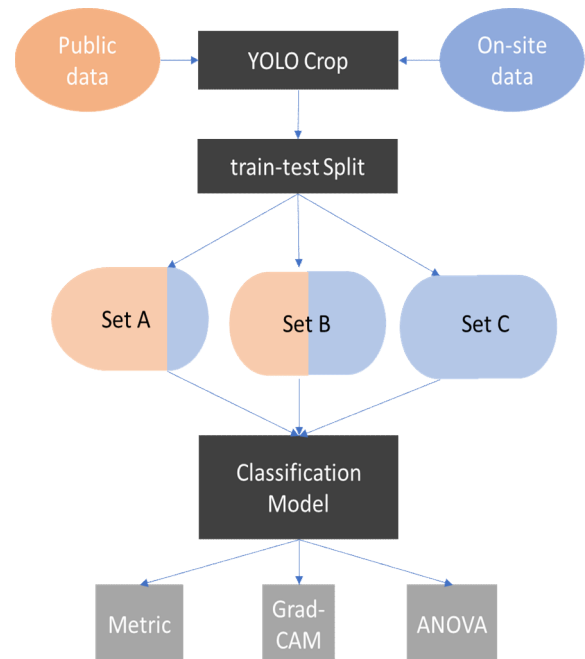 Public
data
YOLO Crop
On-site
data
train-test Split
Set A
Set B
Set C
Classification
Model
Metric
Grad-
CAM
ANOVA